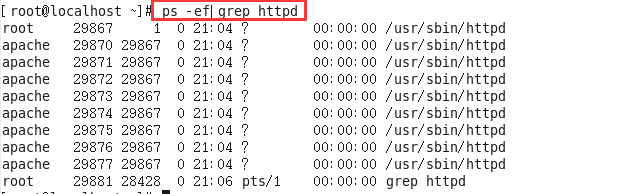 [root@localhost ~]# ps -ef| grep httpd
root     29867     1  0 21:04 ?        00:00:00 /usr/sbin/httpd
apache   29870 29867  0 21:04 ?        00:00:00 /usr/sbin/httpd
apache   29871 29867  0 21:04 ?        00:00:00 /usr/sbin/httpd
apache   29872 29867  0 21:04 ?        00:00:00 /usr/sbin/httpd
apache   29873 29867  0 21:04 ?        00:00:00 /usr/sbin/httpd
apache   29874 29867  0 21:04 ?        00:00:00 /usr/sbin/httpd
apache   29875 29867  0 21:04 ?        00:00:00 /usr/sbin/httpd
apache   29876 29867  0 21:04 ?        00:00:00 /usr/sbin/httpd
apache   29877 29867  0 21:04 ?        00:00:00 /usr/sbin/httpd
root     29881 28428  0 21:06 pts/1    00:00:00 grep httpd
[root@localhost ~]#